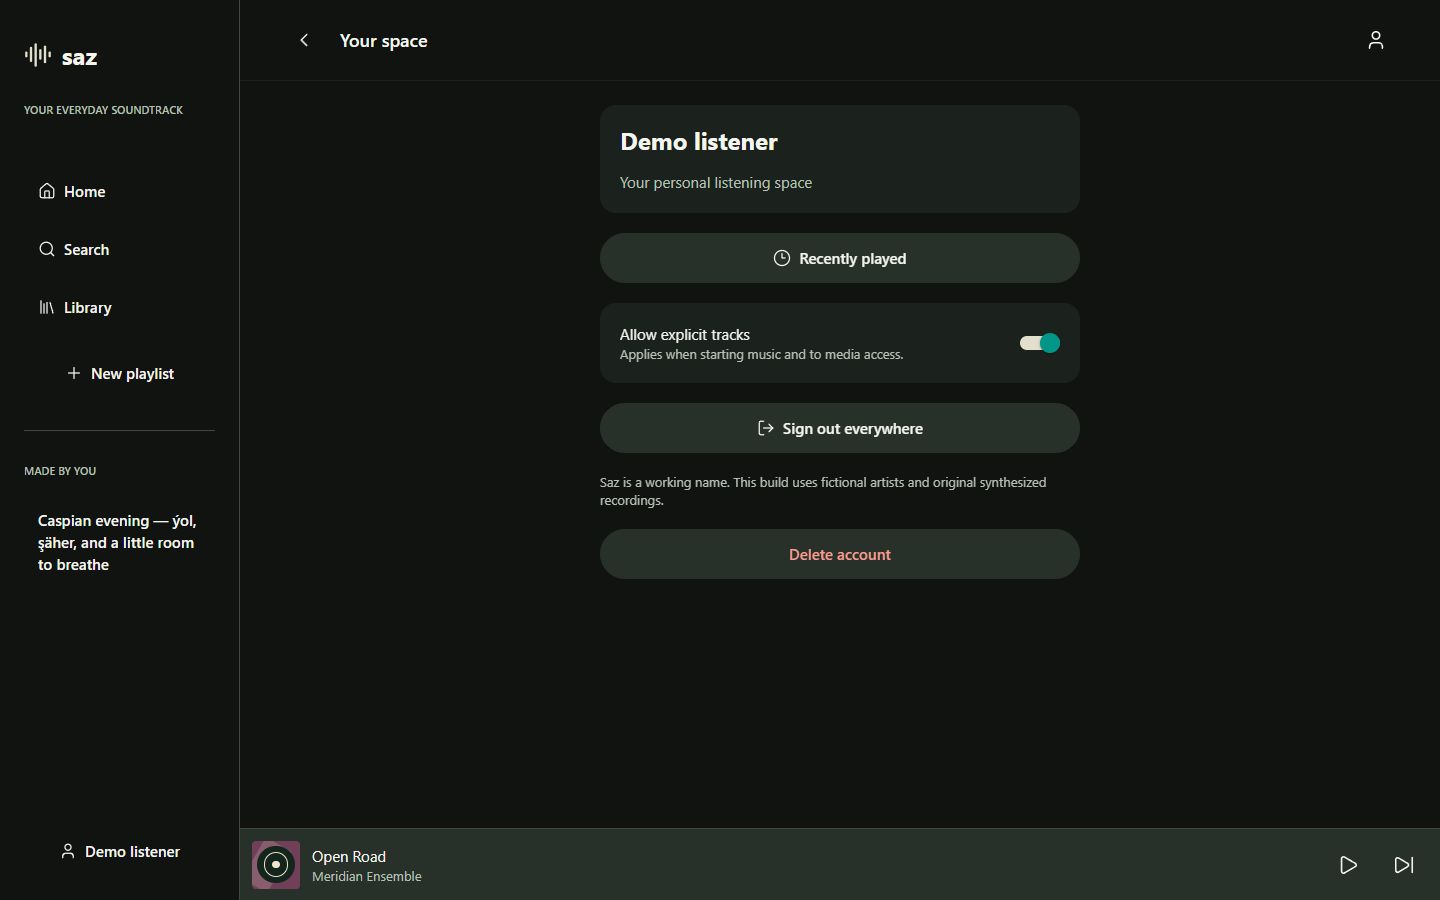 saz
YOUR EVERYDAY SOUNDTRACK
Home
Search
Library
New playlist
MADE BY YOU
Caspian evening — ýol,
şäher, and a little room
to breathe
Demo listener
Your space
Demo listener
Your personal listening space
Recently played
Allow explicit tracks
Applies when starting music and to media access.
Sign out everywhere
Saz is a working name. This build uses fictional artists and original synthesized
recordings.
Delete account
Open Road
Meridian Ensemble